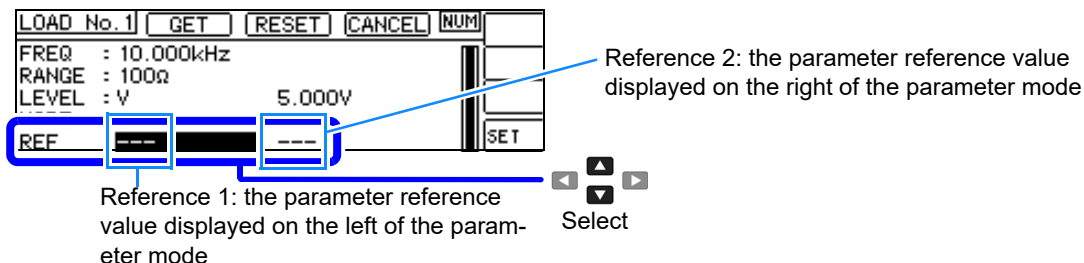 LOAD No. 1 GET RESET CANCEL NUM
FREQ : 10.000kHz
RANGE : 100Ω
LEVEL : V 5.000V
REF --- ---
SET
Reference 2: the parameter reference value
displayed on the right of the parameter mode
Reference 1: the parameter reference
value displayed on the left of the param-
eter mode
Select